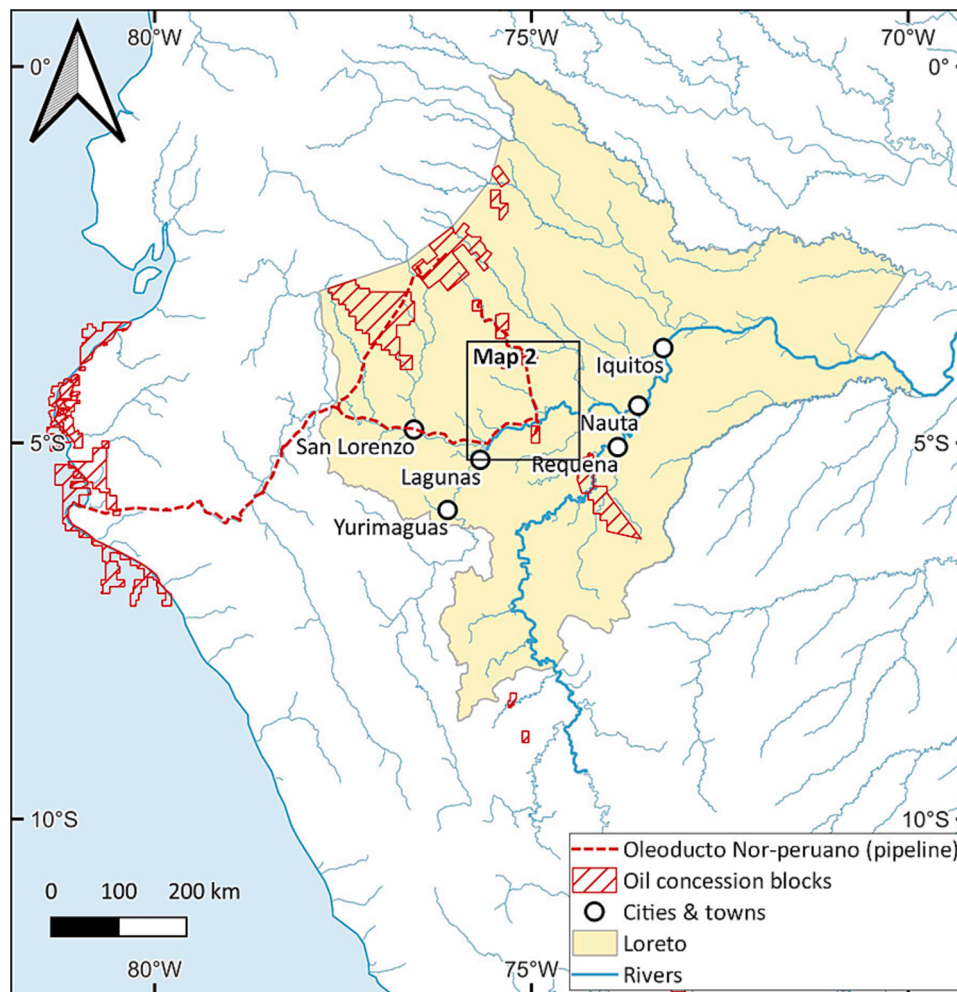 80°W 75°W 70°W
0° 0°
Map 2
Iquitos
Nauta
5°S San Lorenzo Requena 5°S
Lagunas
Yurimaguas
10°S 10°S
Oleoducto Nor-peruano (pipeline)
Oil concession blocks
Cities & towns
Loreto
Rivers
0 100 200 km
80°W 75°W